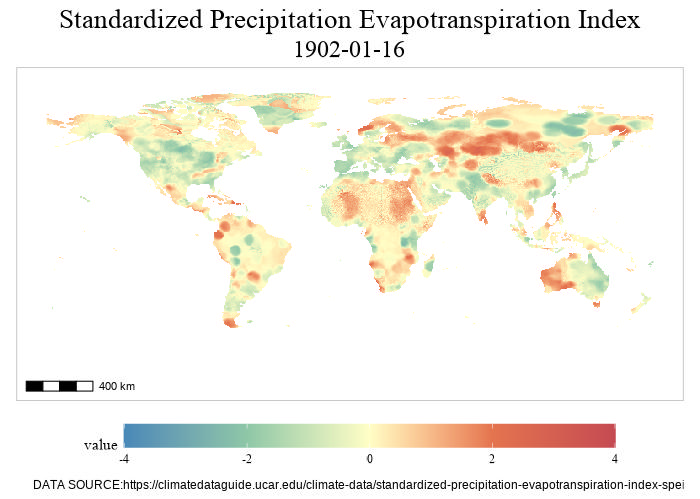 Standardized Precipitation Evapotranspiration Index
1902-01-16
400 km
value
-4 -2 0 2 4
DATA SOURCE:https://climatedataguide.ucar.edu/climate-data/standardized-precipitation-evapotranspiration-index-spei